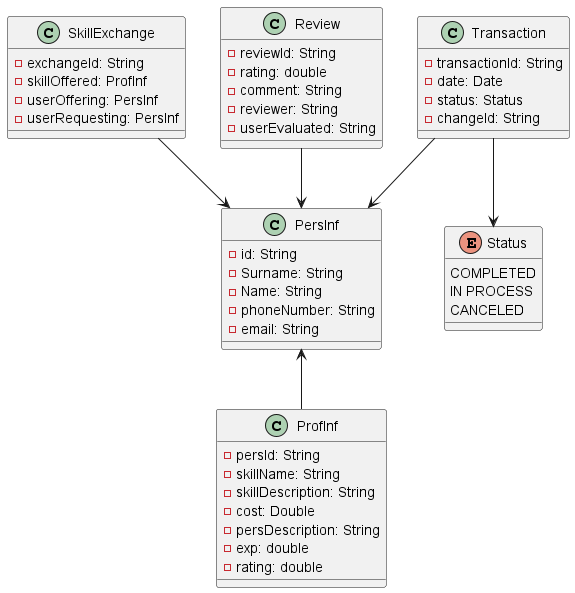 C SkillExchange
exchangeId: String
skillOffered: ProfInf
userOffering: PersInf
userRequesting: PersInf
C Review
reviewId: String
rating: double
comment: String
reviewer: String
userEvaluated: String
C Transaction
transactionId: String
date: Date
status: Status
changeId: String
C PersInf
id: String
Surname: String
Name: String
phoneNumber: String
email: String
E Status
COMPLETED
IN PROCESS
CANCELED
C ProfInf
persId: String
skillName: String
skillDescription: String
cost: Double
persDescription: String
exp: double
rating: double